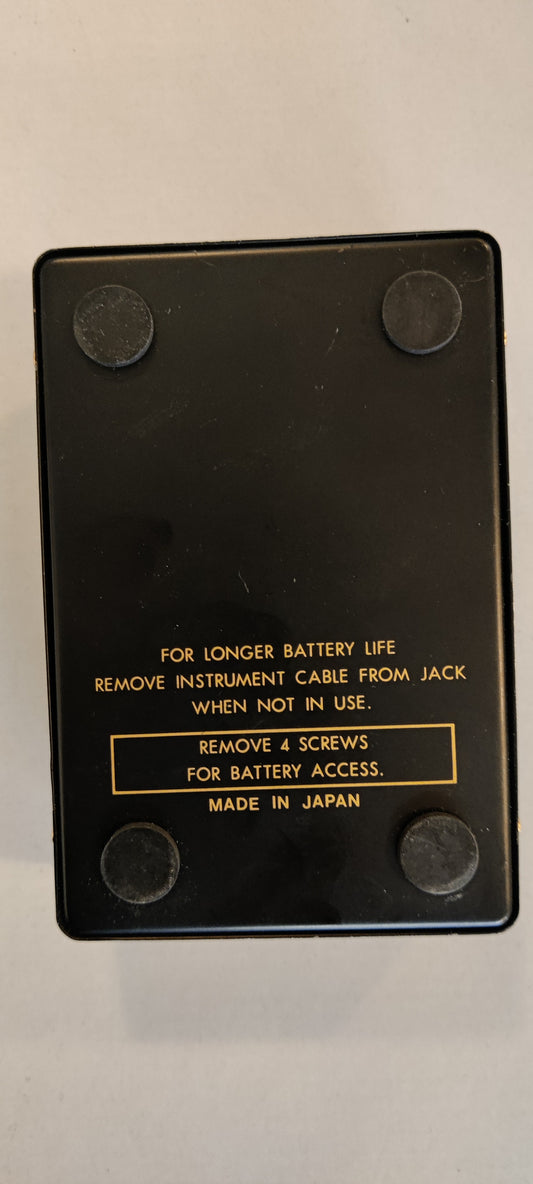 FOR LONGER BATTERY LIFE
REMOVE INSTRUMENT CABLE FROM JACK
WHEN NOT IN USE.
REMOVE 4 SCREWS
FOR BATTERY ACCESS.
MADE IN JAPAN